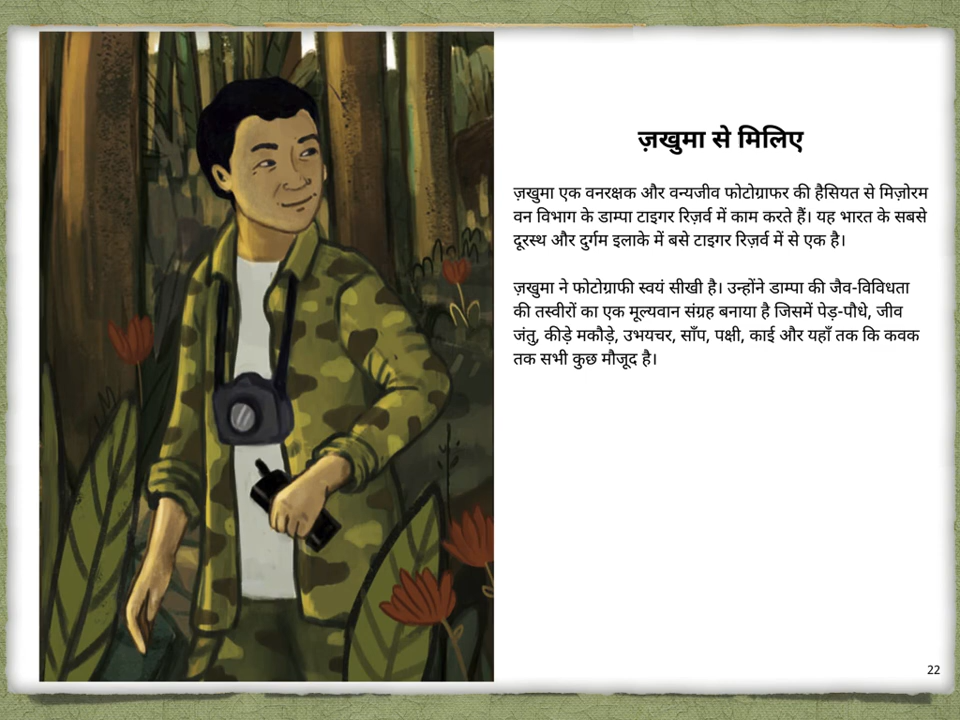 ज़खुमा से मिलिए
ज़खुमा एक वनरक्षक और वन्यजीव फोटोग्राफर की हैसियत से मिज़ोरम
वन विभाग के डाम्पा टाइगर रिज़र्व में काम करते हैं। यह भारत के सबसे
दूरस्थ और दुर्गम इलाके में बसे टाइगर रिज़र्व में से एक है।
ज़खुमा ने फोटोग्राफी स्वयं सीखी है। उन्होंने डाम्पा की जैव-विविधता
की तस्वीरों का एक मूल्यवान संग्रह बनाया है जिसमें पेड़-पौधे, जीव
जंतु, कीड़े मकौड़े, उभयचर, साँप, पक्षी, काई और यहाँ तक कि कवक
तक सभी कुछ मौजूद है।
22